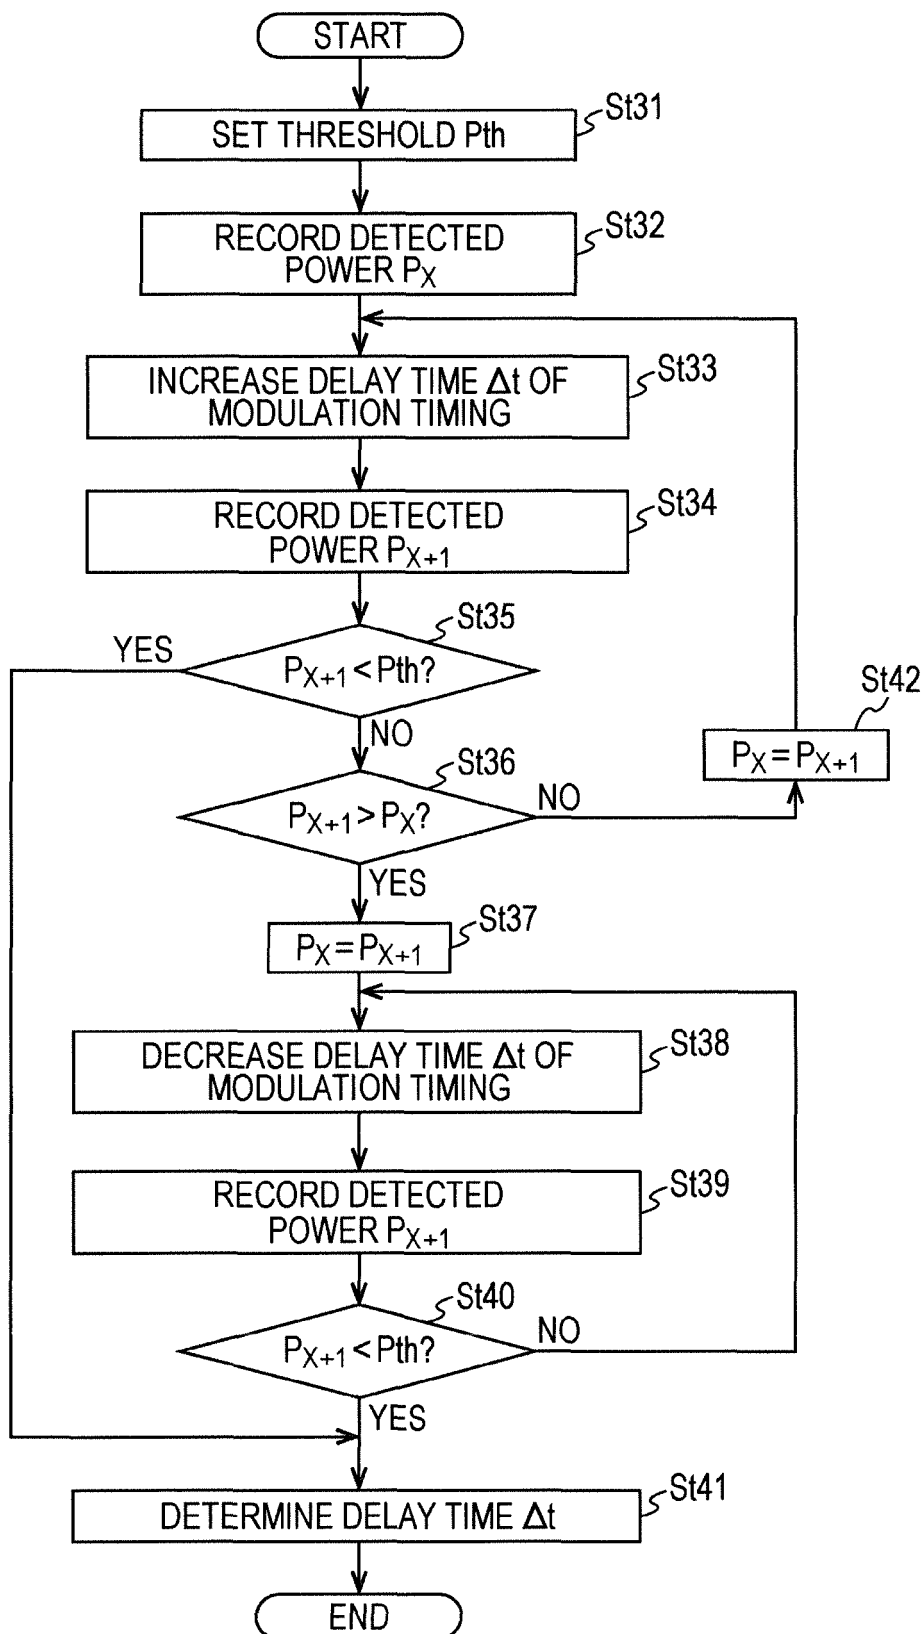 START
St31
SET THRESHOLD Pth
St32
RECORD DETECTED
POWER PX
St33
INCREASE DELAY TIME Δt OF
MODULATION TIMING
St34
RECORD DETECTED
POWER PX+1
St35
YES
PX+1 < Pth?
NO
St42
PX = PX+1
St36
PX+1 > PX?
NO
YES
St37
PX = PX+1
St38
DECREASE DELAY TIME Δt OF
MODULATION TIMING
St39
RECORD DETECTED
POWER PX+1
St40
PX+1 < Pth?
NO
YES
St41
DETERMINE DELAY TIME Δt
END